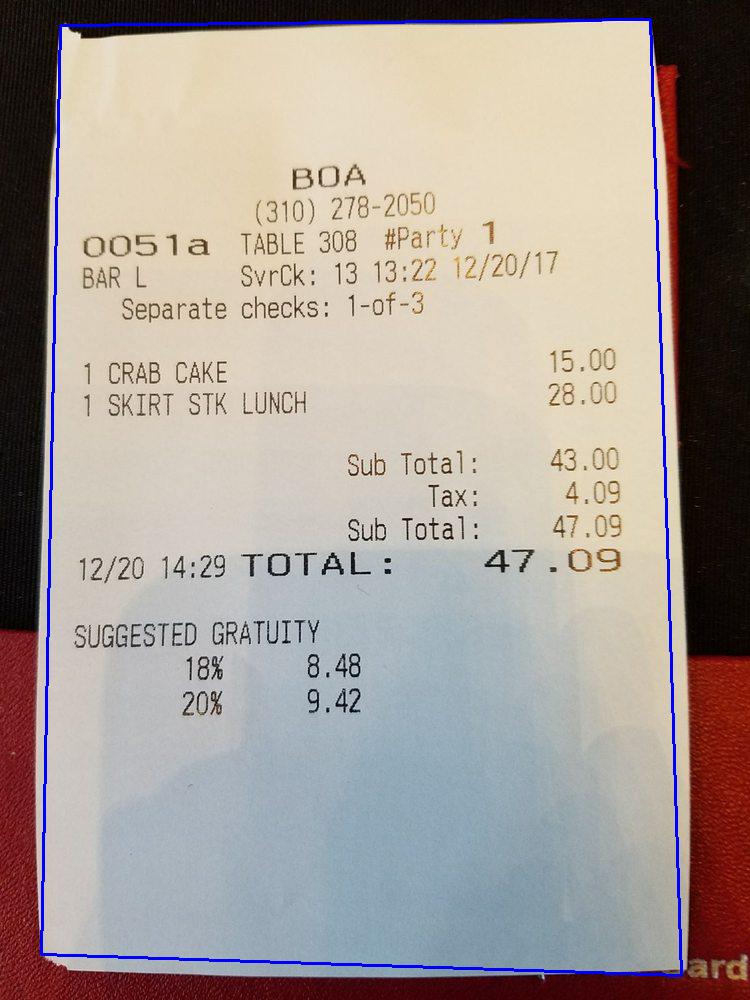 BOA
(310) 278-2050
0051a TABLE 308 #Party 1
BAR L SvrCk: 13 13:22 12/20/17
Separate checks: 1-of-3
1 CRAB CAKE 15.00
1 SKIRT STK LUNCH 28.00
Sub Total: 43.00
Tax: 4.09
Sub Total: 47.09
12/20 14:29 TOTAL: 47.09
SUGGESTED GRATUITY
18% 8.48
20% 9.42
ard